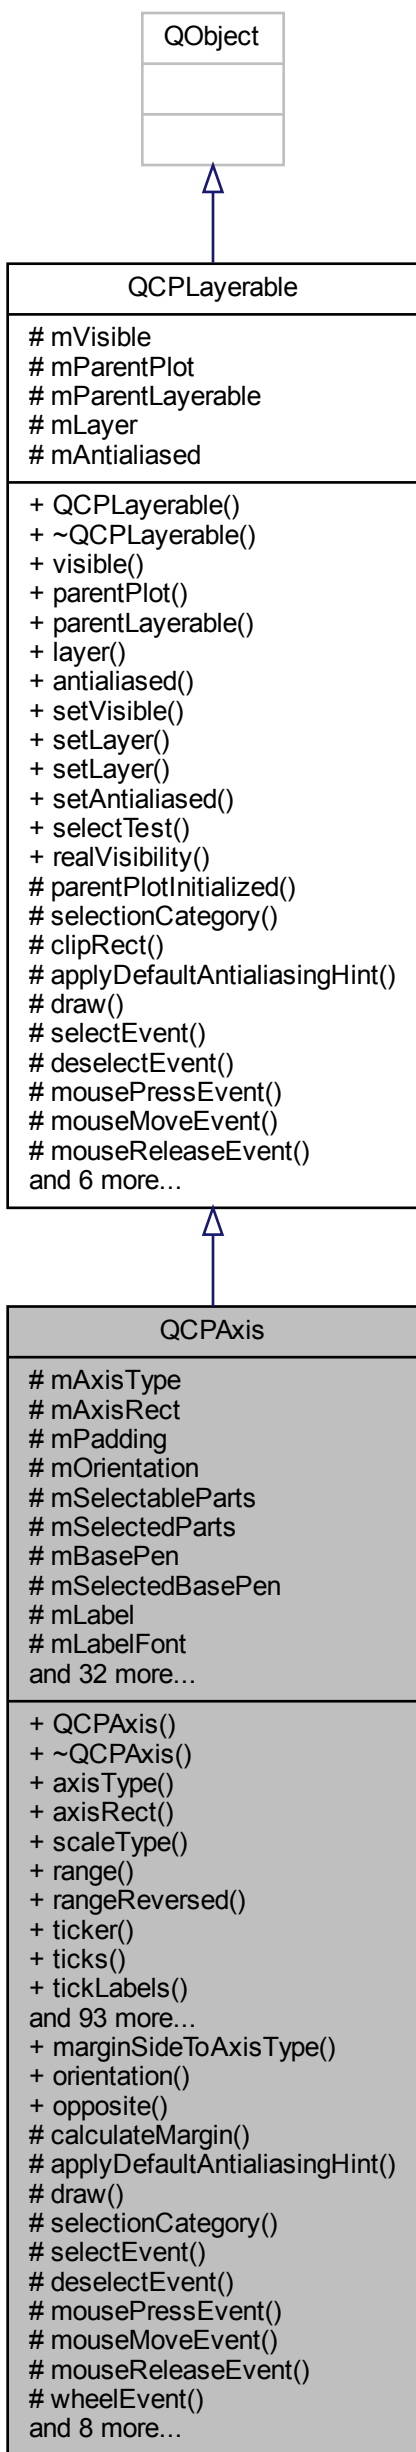 QObject
QCPLayerable
# mVisible
# mParentPlot
# mParentLayerable
# mLayer
# mAntialiased
+ QCPLayerable()
+ ~QCPLayerable()
+ visible()
+ parentPlot()
+ parentLayerable()
+ layer()
+ antialiased()
+ setVisible()
+ setLayer()
+ setLayer()
+ setAntialiased()
+ selectTest()
+ realVisibility()
# parentPlotInitialized()
# selectionCategory()
# clipRect()
# applyDefaultAntialiasingHint()
# draw()
# selectEvent()
# deselectEvent()
# mousePressEvent()
# mouseMoveEvent()
# mouseReleaseEvent()
and 6 more...
QCPAxis
# mAxisType
# mAxisRect
# mPadding
# mOrientation
# mSelectableParts
# mSelectedParts
# mBasePen
# mSelectedBasePen
# mLabel
# mLabelFont
and 32 more...
+ QCPAxis()
+ ~QCPAxis()
+ axisType()
+ axisRect()
+ scaleType()
+ range()
+ rangeReversed()
+ ticker()
+ ticks()
+ tickLabels()
and 93 more...
+ marginSideToAxisType()
+ orientation()
+ opposite()
# calculateMargin()
# applyDefaultAntialiasingHint()
# draw()
# selectionCategory()
# selectEvent()
# deselectEvent()
# mousePressEvent()
# mouseMoveEvent()
# mouseReleaseEvent()
# wheelEvent()
and 8 more...